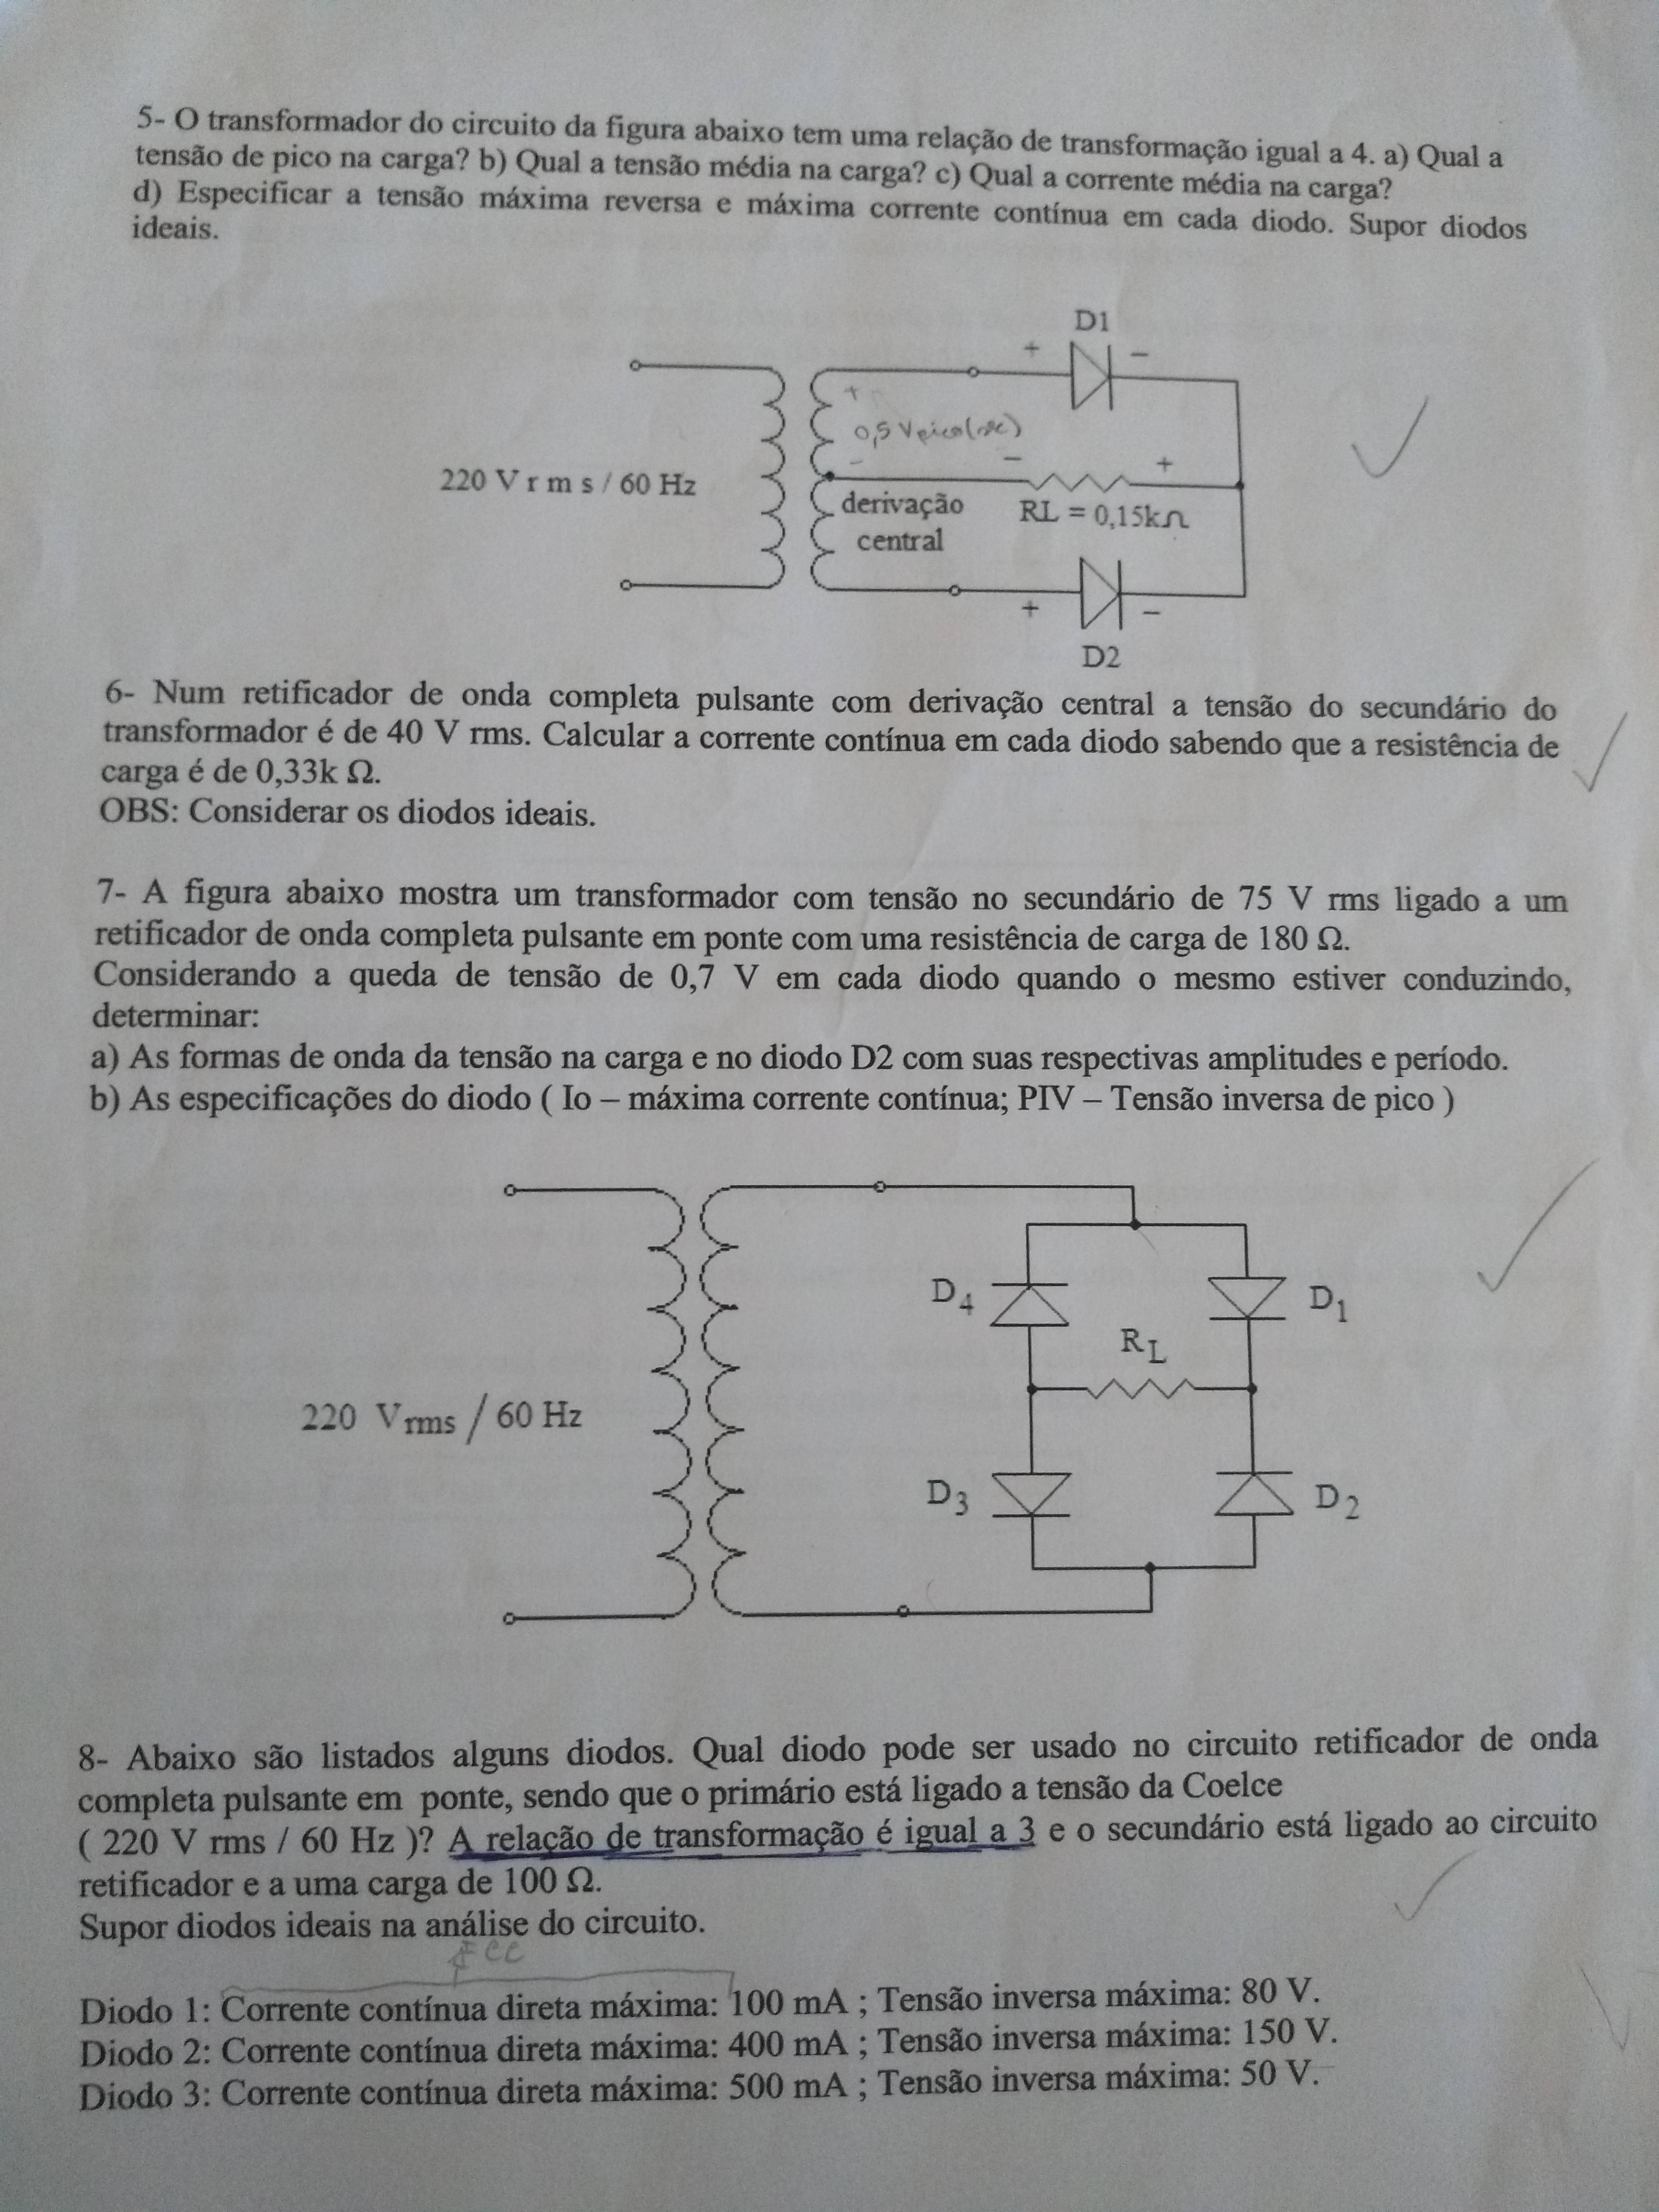 5- O transformador do circuito da figura abaixo tem uma relação de transformação igual a 4. a) Qual a
tensão de pico na carga? b) Qual a tensão média na carga? c) Qual a corrente média na carga?
d) Especificar a tensão máxima reversa e máxima corrente contínua em cada diodo. Supor diodos
ideais.
D1
+ −
+
0,5 Vpico(sec)
−
− +
220 V r m s / 60 Hz
derivação
central
RL = 0,15kΩ
+ −
D2
6- Num retificador de onda completa pulsante com derivação central a tensão do secundário do
transformador é de 40 V rms. Calcular a corrente contínua em cada diodo sabendo que a resistência de
carga é de 0,33k Ω.
OBS: Considerar os diodos ideais.
7- A figura abaixo mostra um transformador com tensão no secundário de 75 V rms ligado a um
retificador de onda completa pulsante em ponte com uma resistência de carga de 180 Ω.
Considerando a queda de tensão de 0,7 V em cada diodo quando o mesmo estiver conduzindo,
determinar:
a) As formas de onda da tensão na carga e no diodo D2 com suas respectivas amplitudes e período.
b) As especificações do diodo ( Io – máxima corrente contínua; PIV – Tensão inversa de pico )
D4
D1
RL
220 Vrms / 60 Hz
D3
D2
8- Abaixo são listados alguns diodos. Qual diodo pode ser usado no circuito retificador de onda
completa pulsante em ponte, sendo que o primário está ligado a tensão da Coelce
( 220 V rms / 60 Hz )? A relação de transformação é igual a 3 e o secundário está ligado ao circuito
retificador e a uma carga de 100 Ω.
Supor diodos ideais na análise do circuito.
Diodo 1: Corrente contínua direta máxima: 100 mA ; Tensão inversa máxima: 80 V.
Diodo 2: Corrente contínua direta máxima: 400 mA ; Tensão inversa máxima: 150 V.
Diodo 3: Corrente contínua direta máxima: 500 mA ; Tensão inversa máxima: 50 V.